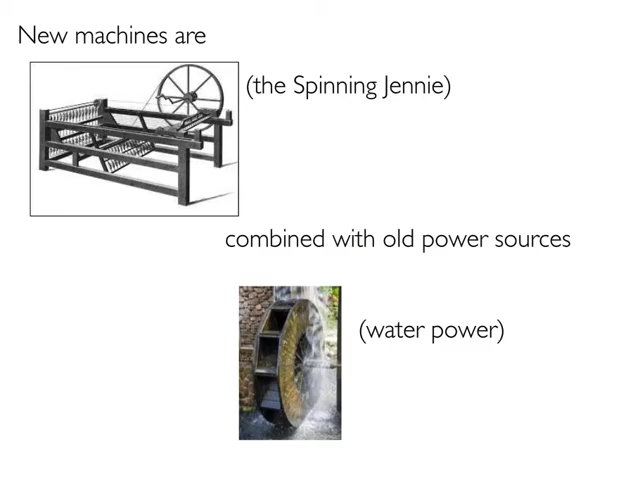 New machines are
(the Spinning Jennie)
combined with old power sources
(water power)